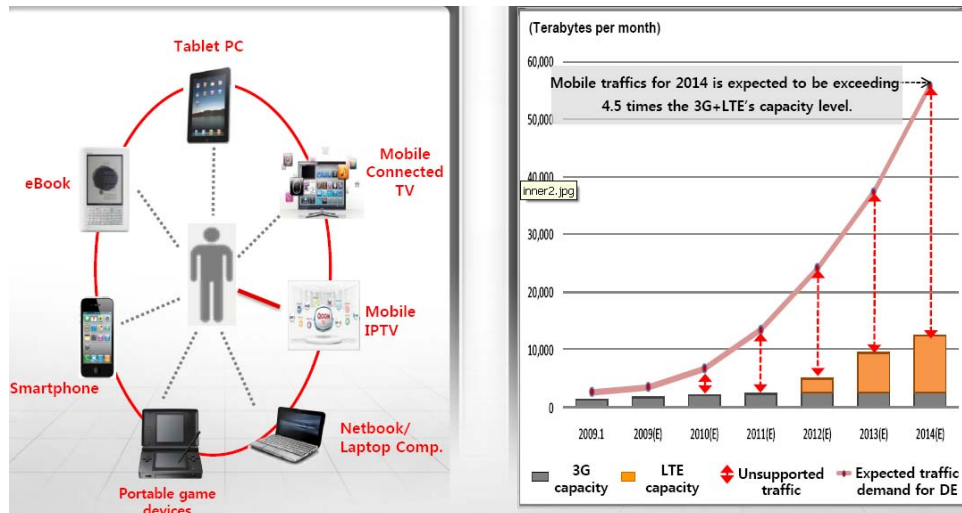 Tablet PC
Mobile
Connected
TV
eBook
Mobile
IPTV
Smartphone
Netbook/
Laptop Comp.
Portable game
devices
(Terabytes per month)
60,000
Mobile traffics for 2014 is expected to be exceeding
4.5 times the 3G+LTE's capacity level.
50,000
40,000
inner2.jpg
30,000
20,000
10,000
0
2009.1 2009(E) 2010(E) 2011(E) 2012(E) 2013(E) 2014(E)
3G capacity
LTE capacity
Unsupported traffic
Expected traffic demand for DE